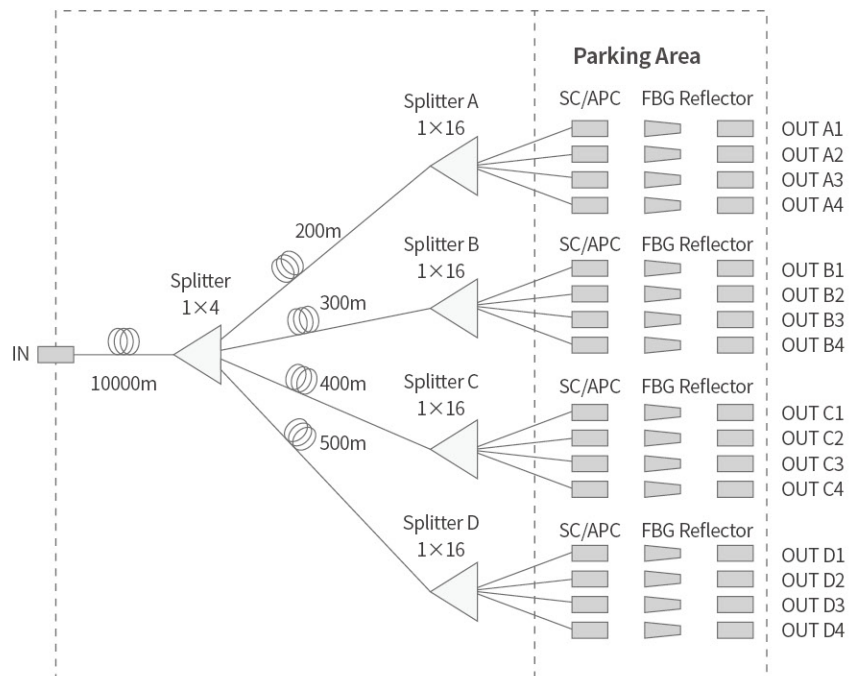 Parking Area
Splitter A
1×16
SC/APC FBG Reflector
OUT A1
OUT A2
OUT A3
OUT A4
200m
Splitter B
1×16
SC/APC FBG Reflector
OUT B1
OUT B2
OUT B3
OUT B4
Splitter
1×4
300m
IN
10000m
400m
Splitter C
1×16
SC/APC FBG Reflector
OUT C1
OUT C2
OUT C3
OUT C4
500m
Splitter D
1×16
SC/APC FBG Reflector
OUT D1
OUT D2
OUT D3
OUT D4